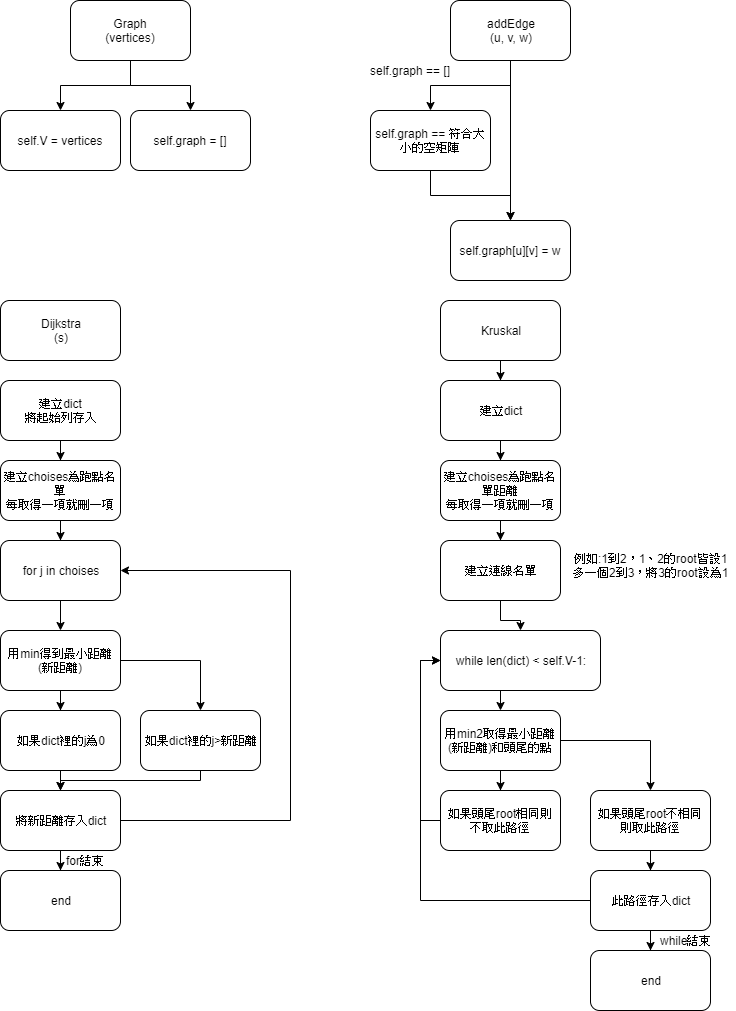 Graph
(vertices)
self.V = vertices
self.graph = []
addEdge
(u, v, w)
self.graph == []
self.graph == 符合大
小的空矩陣
self.graph[u][v] = w
Dijkstra
(s)
建立dict
將起始列存入
建立choises為跑點名
單
每取得一項就刪一項
for j in choises
用min得到最小距離
(新距離)
如果dict裡的j為0
如果dict裡的j>新距離
將新距離存入dict
for結束
end
Kruskal
建立dict
建立choises為跑點名
單距離
每取得一項就刪一項
建立連線名單
例如:1到2，1、2的root皆設1
多一個2到3，將3的root設為1
while len(dict) < self.V-1:
用min2取得最小距離
(新距離)和頭尾的點
如果頭尾root相同則
不取此路徑
如果頭尾root不相同
則取此路徑
此路徑存入dict
while結束
end